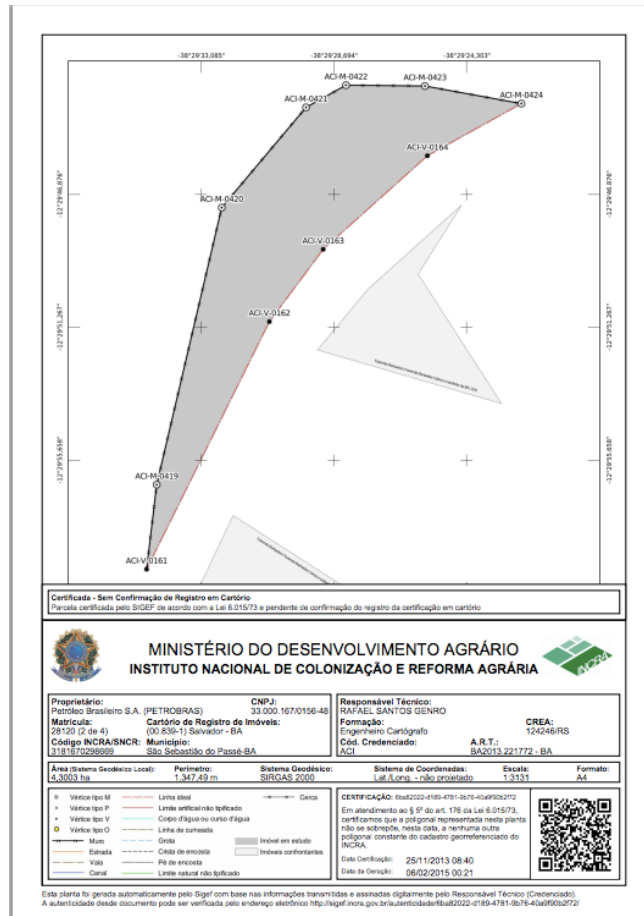 -38°29'33,085"
-38°29'28,694"
-38°29'24,303"
ACI-M-0422
ACI-M-0423
ACI-M-0421
ACI-M-0424
ACI-V-0164
-12°29'46,876"
-12°29'46,876"
ACI-M-0420
ACI-V-0163
ACI-V-0162
-12°29'51,267"
-12°29'51,267"
-12°29'55,658"
-12°29'55,658"
ACI-M-0419
ACI-V-0161
Certificada - Sem Confirmação de Registro em Cartório
Parcela certificada pelo SIGEF de acordo com a Lei 6.015/73 e pendente de confirmação do registro da certificação em cartório
MINISTÉRIO DO DESENVOLVIMENTO AGRÁRIO
INSTITUTO NACIONAL DE COLONIZAÇÃO E REFORMA AGRÁRIA
INCRA
Proprietário: CNPJ:
Petróleo Brasileiro S.A. (PETROBRAS) 33.000.167/0156-48
Matrícula: Cartório de Registro de Imóveis:
28120 (2 de 4) (00.839-1) Salvador - BA
Código INCRA/SNCR: Município:
3181670298669 São Sebastião do Passé-BA
Responsável Técnico:
RAFAEL SANTOS GENRO
Formação: CREA:
Engenheiro Cartógrafo 124246/RS
Cód. Credenciado: A.R.T.:
ACI BA2013.221772 - BA
Área (Sistema Geodésico Local): Perímetro: Sistema Geodésico: Sistema de Coordenadas: Escala: Formato:
4,3003 ha 1.347,49 m SIRGAS 2000 Lat./Long. - não projetado 1:3131 A4
Vértice tipo M Linha ideal Cerca
Vértice tipo P Limite artificial não tipificado
Vértice tipo V Corpo d'água ou curso d'água
Vértice tipo O Linha de cumeada
Muro Grota Imóvel em estudo
Estrada Crista de encosta Imóveis confrontantes
Vala Pé de encosta
Canal Limite natural não tipificado
CERTIFICAÇÃO: 6ba82022-d189-4781-9b76-40a9f90b2f72
Em atendimento ao § 5º do art. 176 da Lei 6.015/73,
certificamos que a poligonal representada nesta planta
não se sobrepõe, nesta data, a nenhuma outra
poligonal constante do cadastro georreferenciado do
INCRA.
Data Certificação: 25/11/2013 08:40
Data da Geração: 06/02/2015 00:21
Esta planta foi gerada automaticamente pelo Sigef com base nas informações transmitidas e assinadas digitalmente pelo Responsável Técnico (Credenciado).
A autenticidade desde documento pode ser verificada pelo endereço eletrônico http://sigef.incra.gov.br/autenticidade/6ba82022-d189-4781-9b76-40a9f90b2f72/